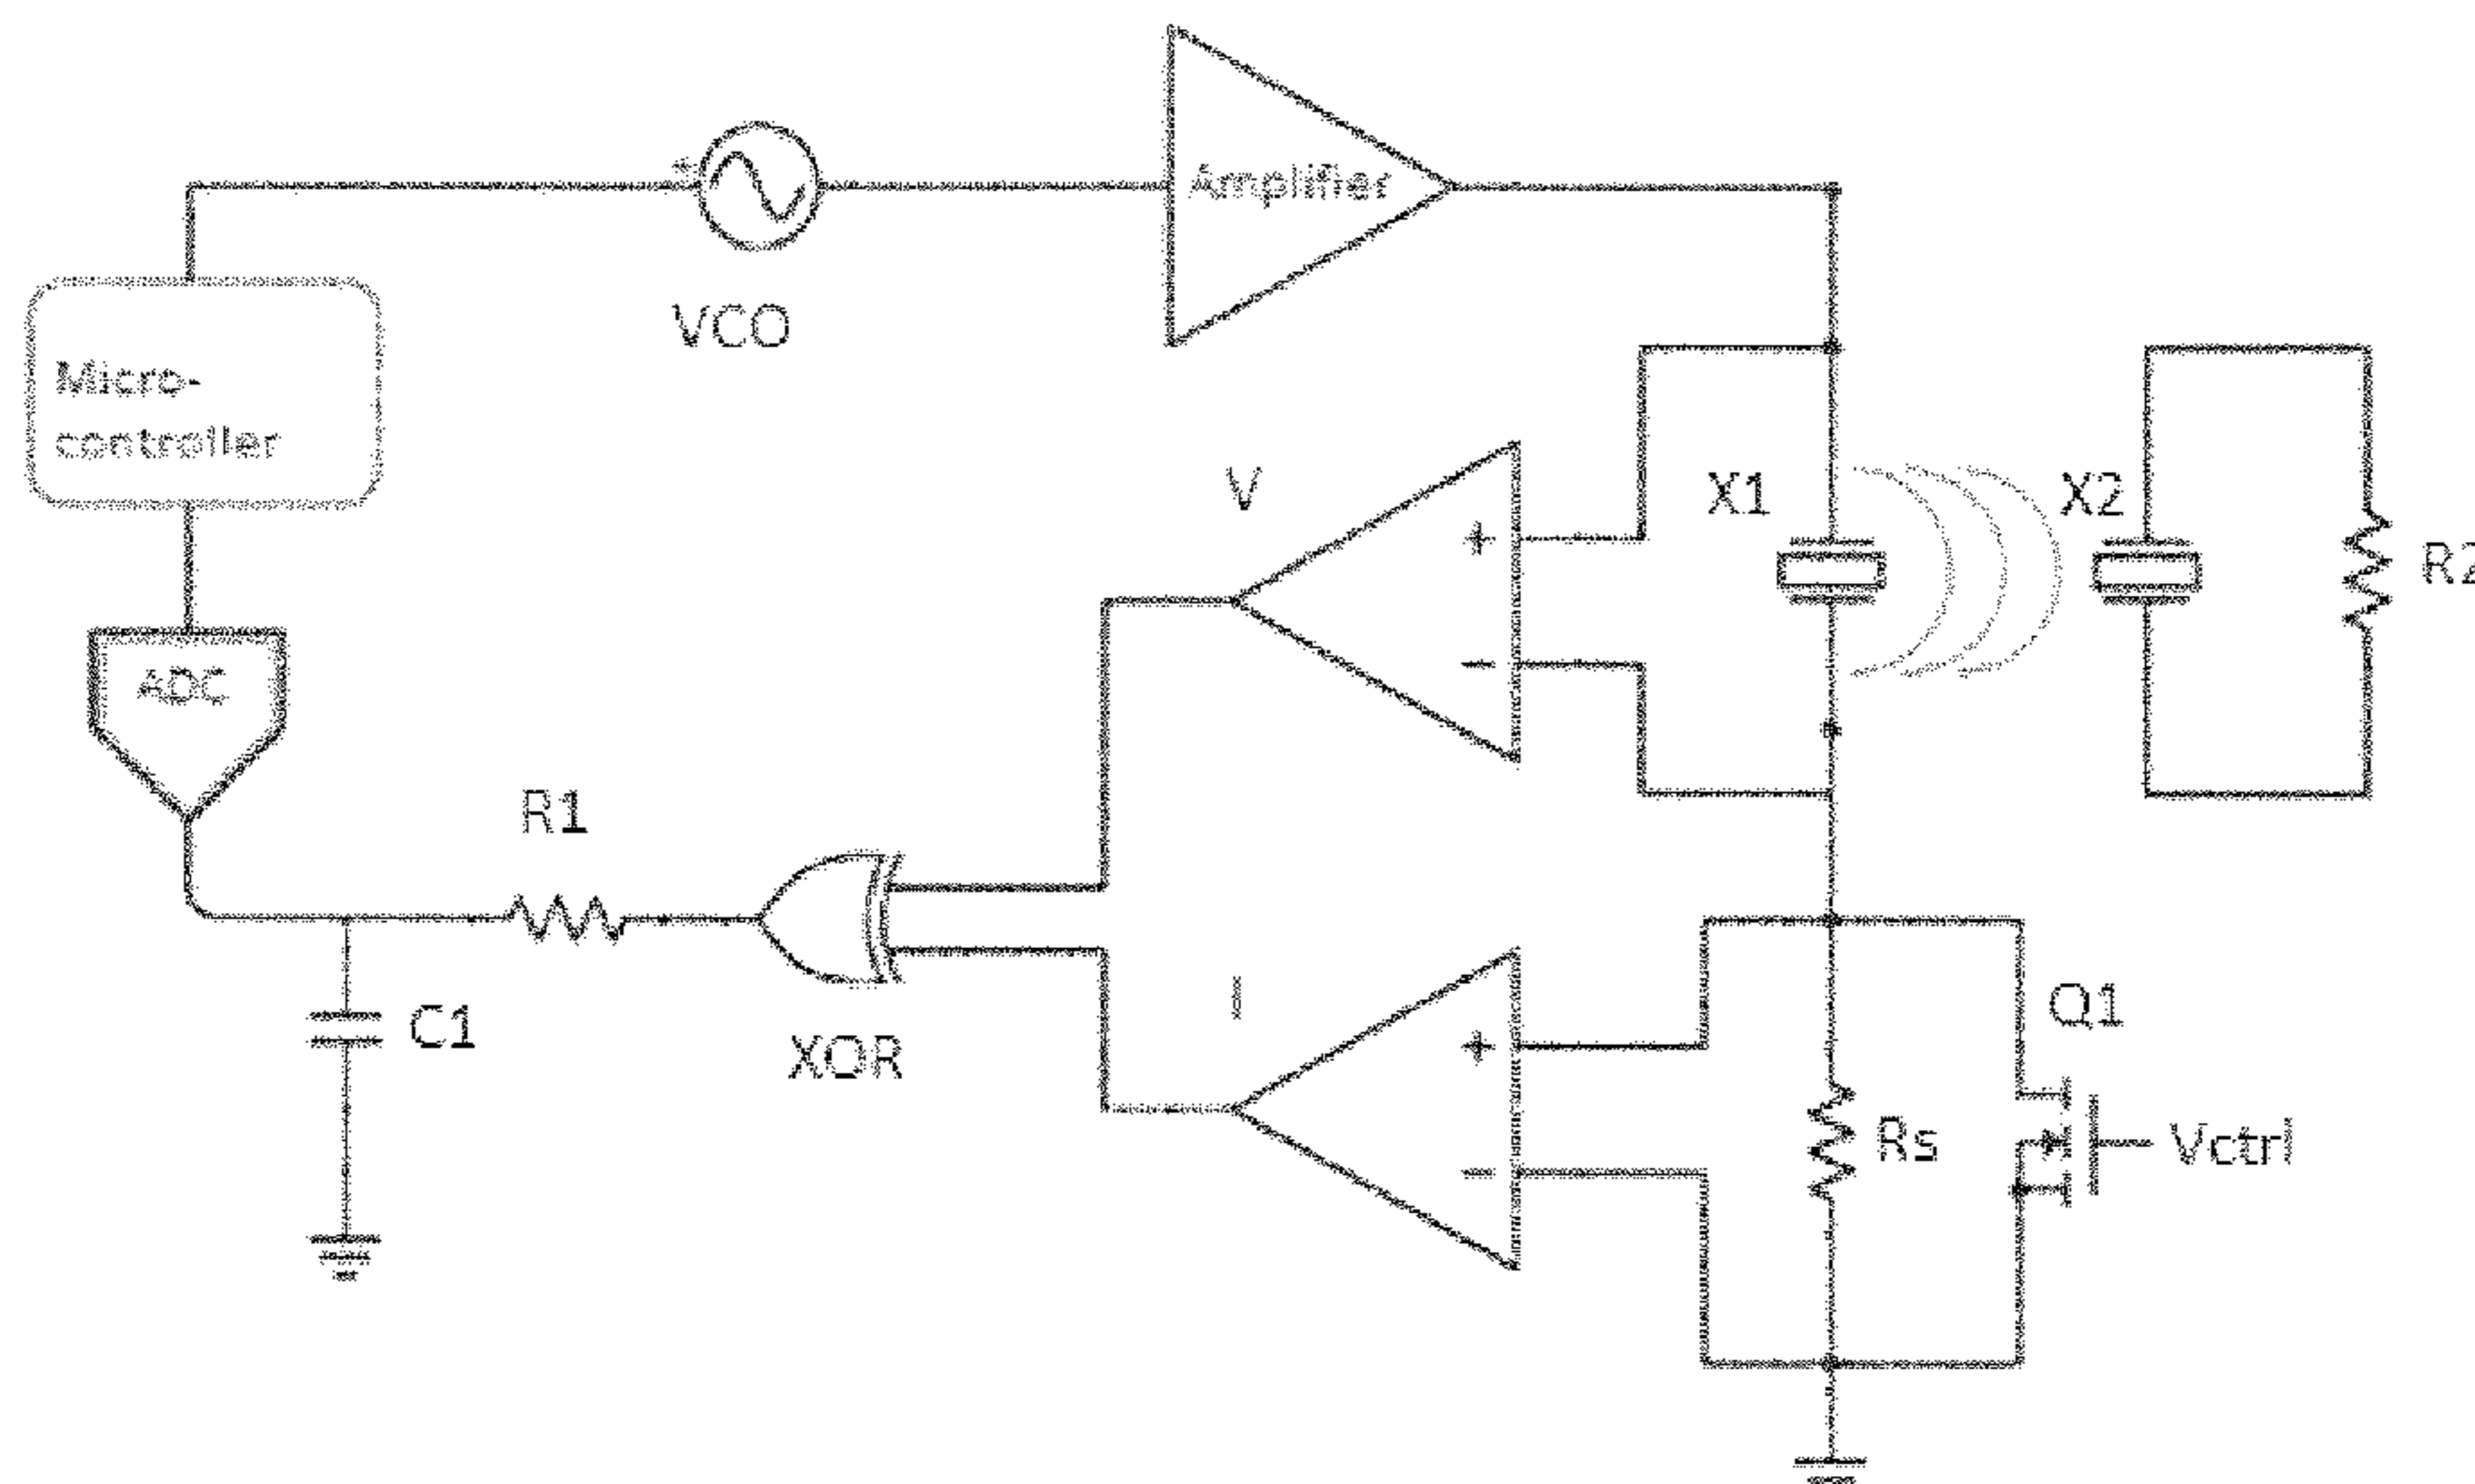 Amplifier
VCO
Micro-
controller
V
+
−
X1
X2
R2
ADC
R1
XOR
C1
I
+
−
Rs
Q1
Vctrl